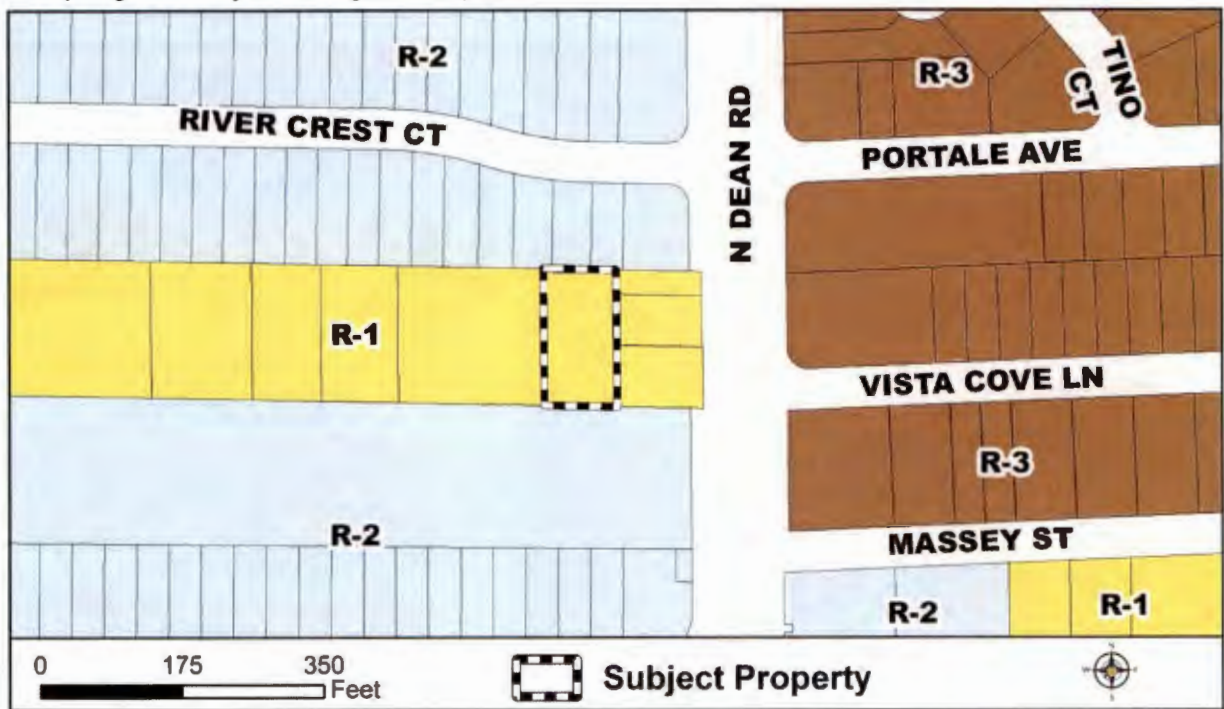 R-2
R-3
TINO
CT
RIVER CREST CT
N DEAN RD
PORTALE AVE
R-1
VISTA COVE LN
R-3
R-2
MASSEY ST
R-2
R-1
0 175 350
Feet
Subject Property